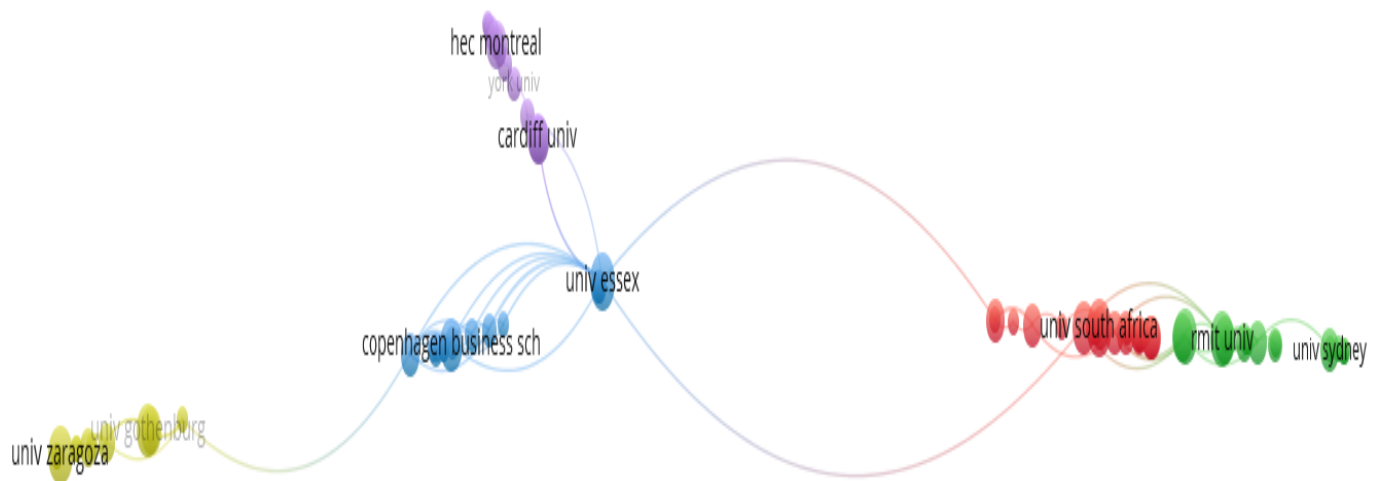 hec montreal
york univ
cardiff univ
univ essex
copenhagen business sch
univ south africa
rmit univ
univ sydney
univ gothenburg
univ zaragoza